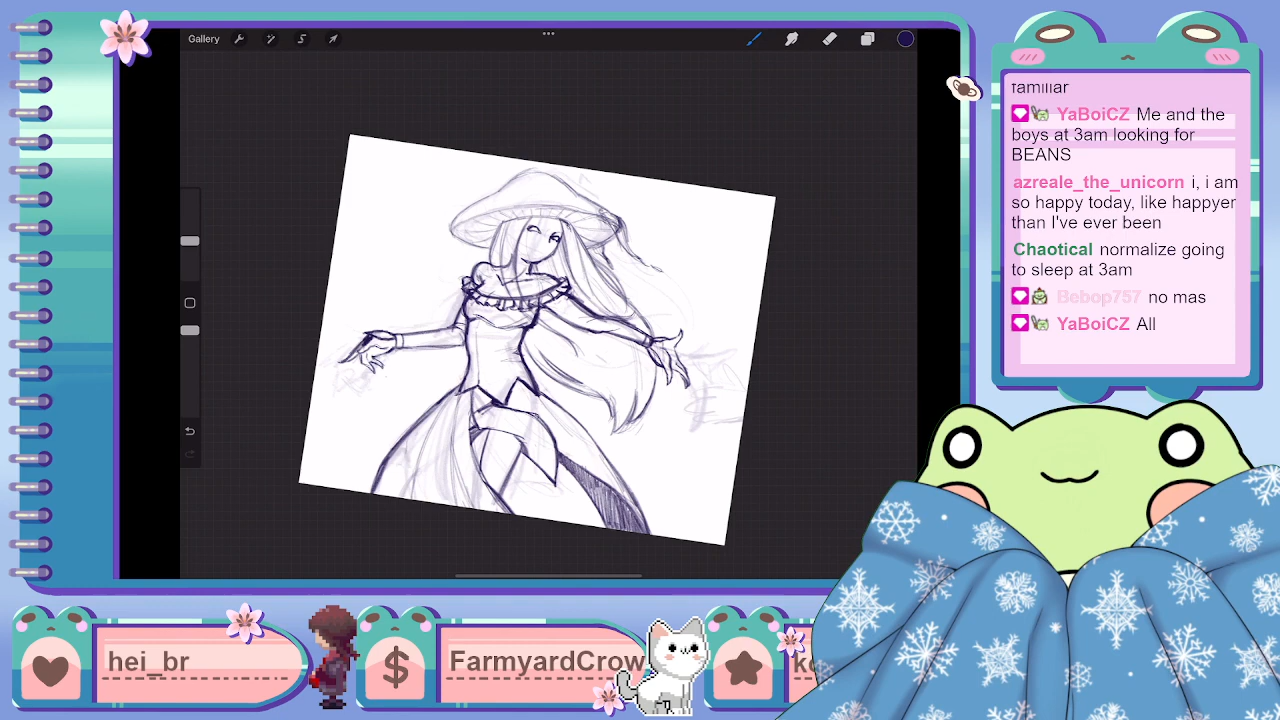 Gallery
familiar
YaBoiCZ Me and the
boys at 3am looking for
BEANS
azreale_the_unicorn i, i am
so happy today, like happyer
than I've ever been
Chaotical normalize going
to sleep at 3am
Bebop757 no mas
YaBoiCZ All
hei_br
FarmyardCrow